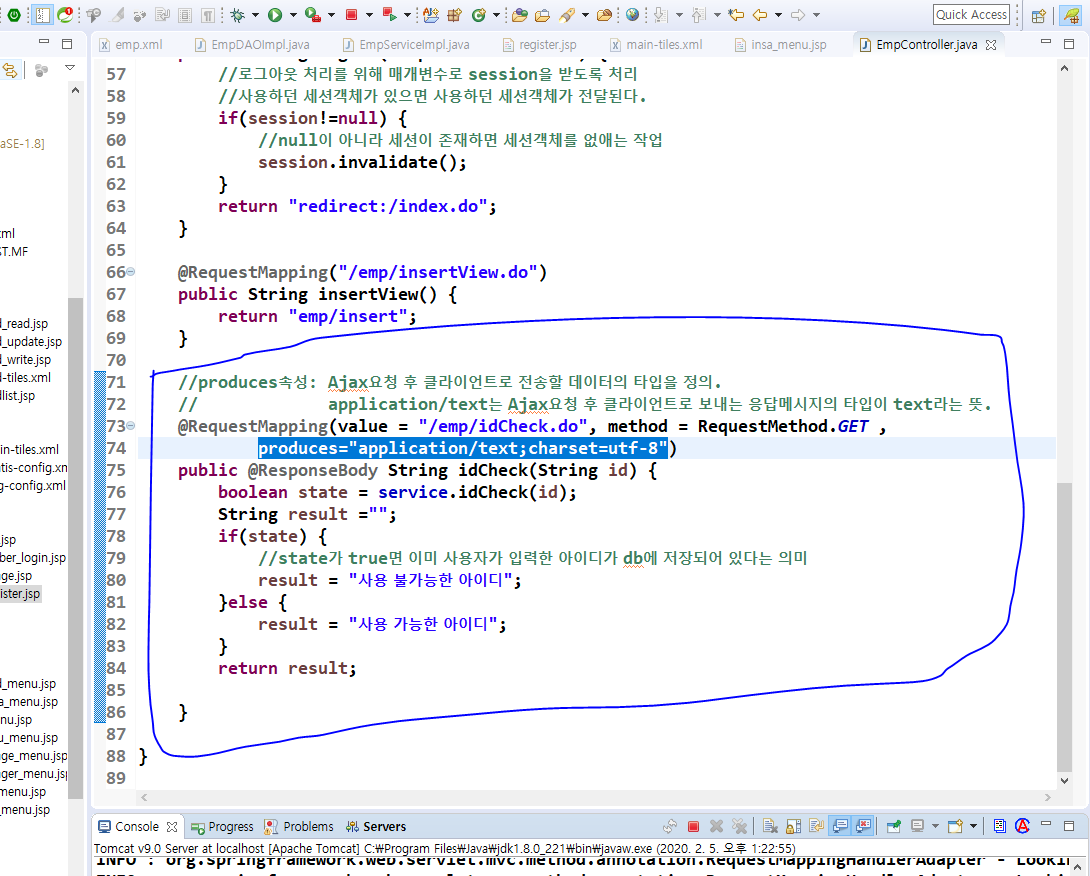 Quick Access
emp.xml
EmpDAOImpl.java
EmpServiceImpl.java
register.jsp
main-tiles.xml
insa_menu.jsp
EmpController.java
57 //로그아웃 처리를 위해 매개변수로 session을 받도록 처리
58 //사용하던 세션객체가 있으면 사용하던 세션객체가 전달된다.
59 if(session!=null) {
60 //null이 아니라 세션이 존재하면 세션객체를 없애는 작업
61 session.invalidate();
62 }
63 return "redirect:/index.do";
64 }
65
66 @RequestMapping("/emp/insertView.do")
67 public String insertView() {
68 return "emp/insert";
69 }
70
71 //produces속성: Ajax요청 후 클라이언트로 전송할 데이터의 타입을 정의.
72 // application/text는 Ajax요청 후 클라이언트로 보내는 응답메시지의 타입이 text라는 뜻.
73 @RequestMapping(value = "/emp/idCheck.do", method = RequestMethod.GET ,
74 produces="application/text;charset=utf-8")
75 public @ResponseBody String idCheck(String id) {
76 boolean state = service.idCheck(id);
77 String result ="";
78 if(state) {
79 //state가 true면 이미 사용자가 입력한 아이디가 db에 저장되어 있다는 의미
80 result = "사용 불가능한 아이디";
81 }else {
82 result = "사용 가능한 아이디";
83 }
84 return result;
85
86 }
87
88 }
89
aSE-1.8]
ml
ST.MF
d_read.jsp
d_update.jsp
d_write.jsp
d-tiles.xml
dlist.jsp
in-tiles.xml
tis-config.xn
g-config.xml
.jsp
ber_login.jsp
ge.jsp
ister.jsp
d_menu.jsp
a_menu.jsp
nu.jsp
u_menu.jsp
ge_menu.jsp
ger_menu.js
menu.jsp
_menu.jsp
Console
Progress
Problems
Servers
Tomcat v9.0 Server at localhost [Apache Tomcat] C:₩Program Files₩Java₩jdk1.8.0_221₩bin₩javaw.exe (2020. 2. 5. 오후 1:22:55)
INFO : org.springframework.web.servlet.mvc.method.annotation.RequestMappingHandlerAdapter - Lookin